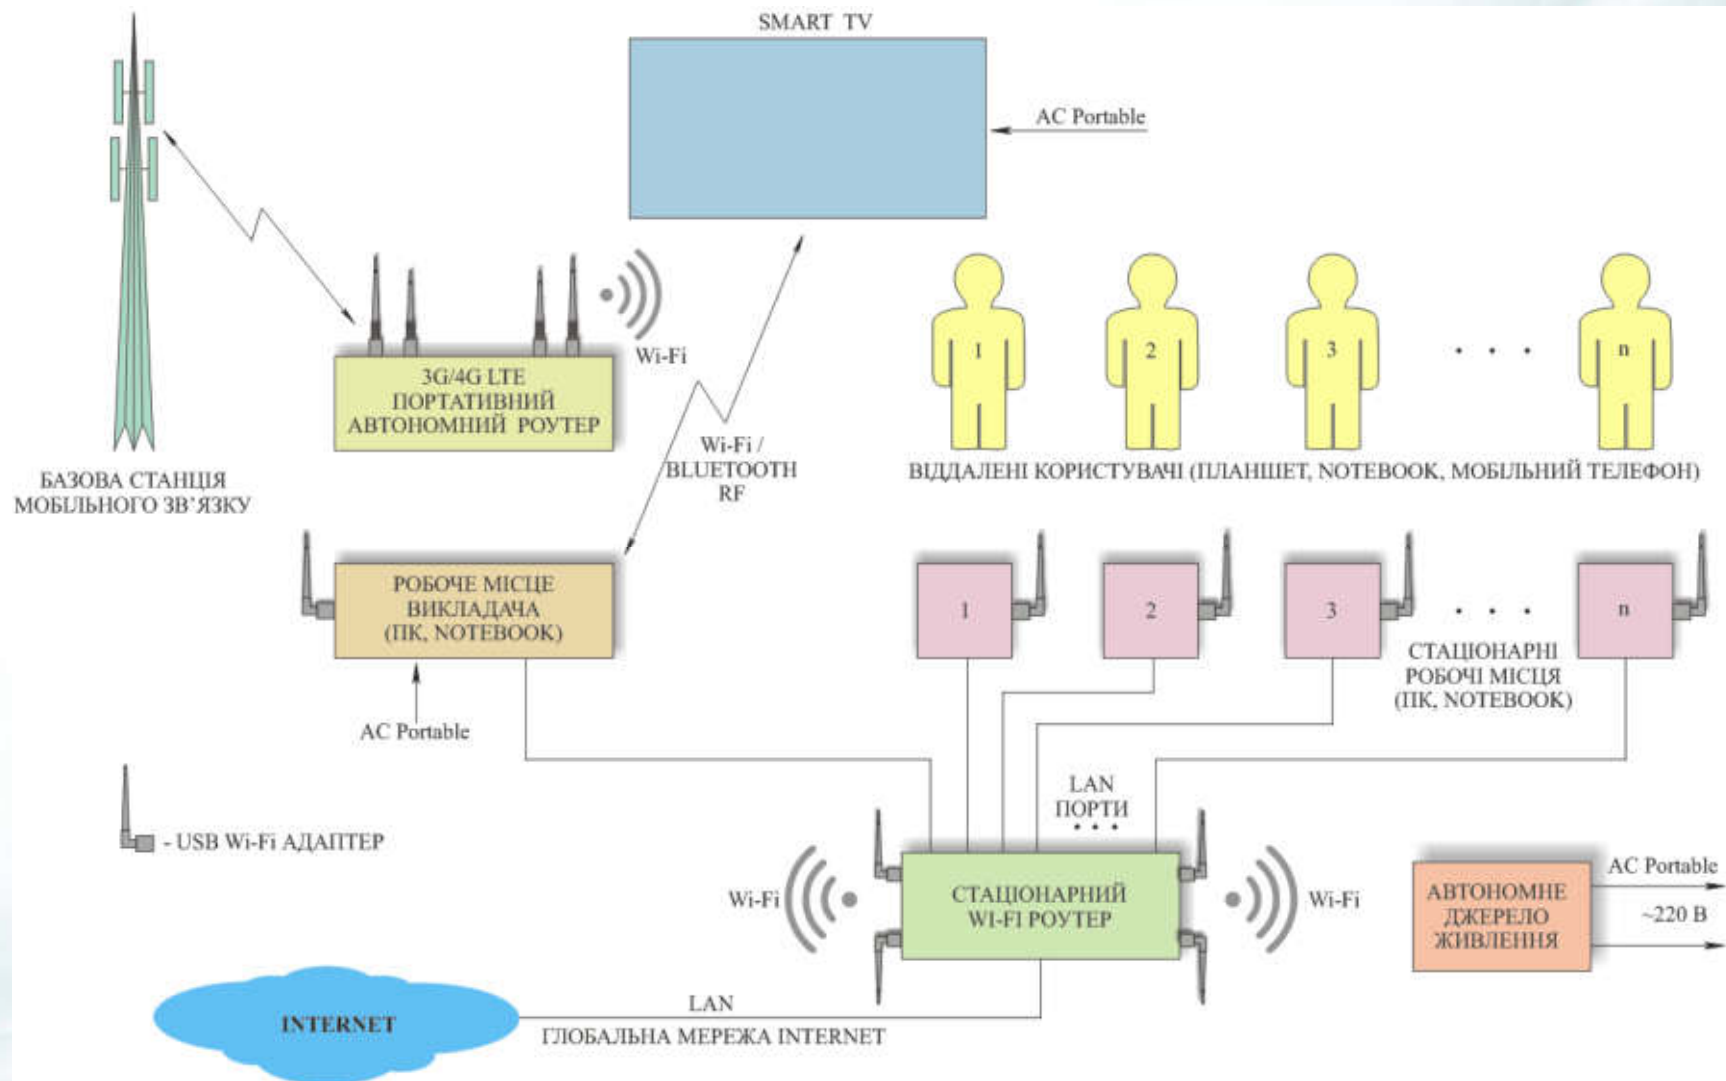 SMART TV
AC Portable
Wi-Fi
3G/4G LTE
ПОРТАТИВНИЙ
АВТОНОМНИЙ РОУТЕР
1
2
3
• • •
n
Wi-Fi /
BLUETOOTH
RF
ВІДДАЛЕНІ КОРИСТУВАЧІ (ПЛАНШЕТ, NOTEBOOK, МОБІЛЬНИЙ ТЕЛЕФОН)
БАЗОВА СТАНЦІЯ
МОБІЛЬНОГО ЗВ’ЯЗКУ
РОБОЧЕ МІСЦЕ
ВИКЛАДАЧА
(ПК, NOTEBOOK)
1
2
3
• • •
n
СТАЦІОНАРНІ
РОБОЧІ МІСЦЯ
(ПК, NOTEBOOK)
AC Portable
LAN
ПОРТИ
• • •
- USB Wi-Fi АДАПТЕР
Wi-Fi
СТАЦІОНАРНИЙ
WI-FI РОУТЕР
Wi-Fi
АВТОНОМНЕ
ДЖЕРЕЛО
ЖИВЛЕННЯ
AC Portable
~220 В
INTERNET
LAN
ГЛОБАЛЬНА МЕРЕЖА INTERNET